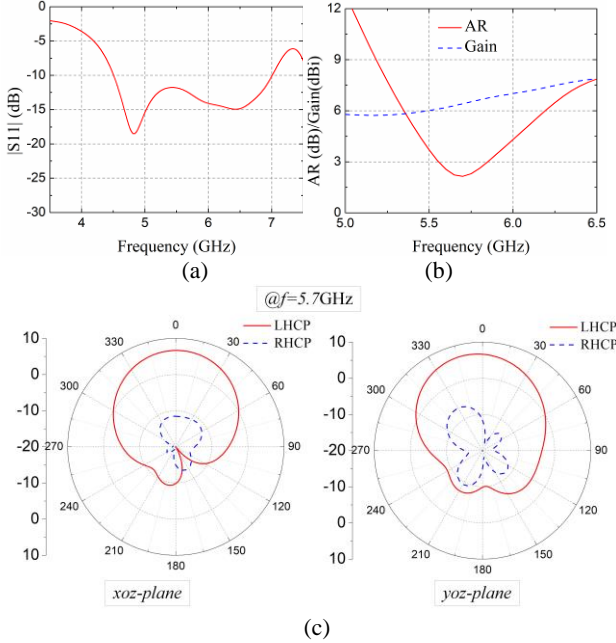 0
-5
-10
-15
-20
-25
-30
|S11| (dB)
4 5 6 7
Frequency (GHz)
(a)
12
9
6
3
0
AR (dB)/Gain(dBi)
AR
Gain
5.0 5.5 6.0 6.5
Frequency (GHz)
(b)
@f=5.7GHz
LHCP
RHCP
10
0
-10
-20
-10
0
10
0
30
60
90
120
150
180
210
240
270
300
330
xoz-plane
LHCP
RHCP
10
0
-10
-20
-10
0
10
0
30
60
90
120
150
180
210
240
270
300
330
yoz-plane
(c)